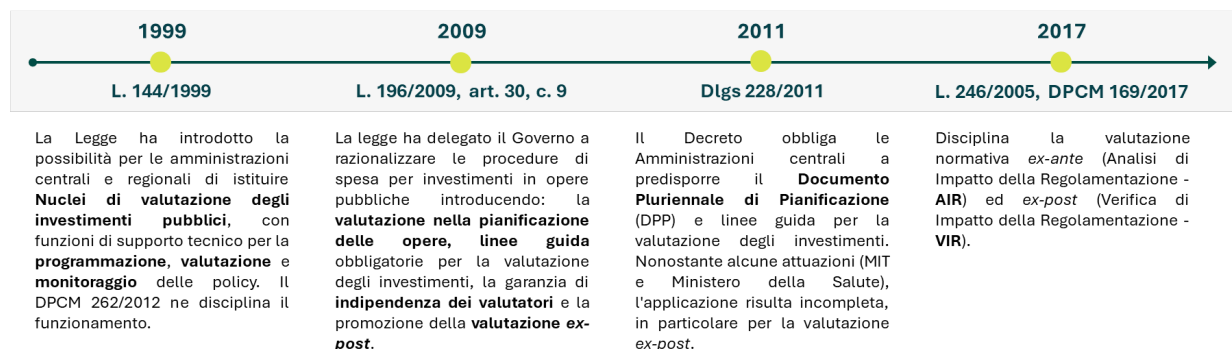 1999
L. 144/1999
La Legge ha introdotto la
possibilità per le amministrazioni
centrali e regionali di istituire
Nuclei di valutazione degli
investimenti pubblici, con
funzioni di supporto tecnico per la
programmazione, valutazione e
monitoraggio delle policy. Il
DPCM 262/2012 ne disciplina il
funzionamento.
2009
L. 196/2009, art. 30, c. 9
La legge ha delegato il Governo a
razionalizzare le procedure di
spesa per investimenti in opere
pubbliche introducendo: la
valutazione nella pianificazione
delle opere, linee guida
obbligatorie per la valutazione
degli investimenti, la garanzia di
indipendenza dei valutatori e la
promozione della valutazione ex-
post.
2011
Dlgs 228/2011
Il Decreto obbliga le
Amministrazioni centrali a
predisporre il Documento
Pluriennale di Pianificazione
(DPP) e linee guida per la
valutazione degli investimenti.
Nonostante alcune attuazioni (MIT
e Ministero della Salute),
l'applicazione risulta incompleta,
in particolare per la valutazione
ex-post.
2017
L. 246/2005, DPCM 169/2017
Disciplina la valutazione
normativa ex-ante (Analisi di
Impatto della Regolamentazione -
AIR) ed ex-post (Verifica di
Impatto della Regolamentazione -
VIR).